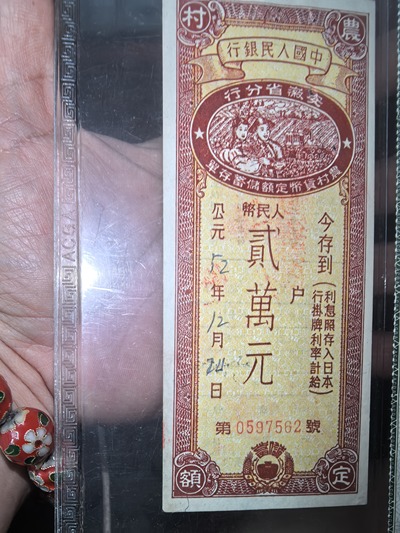 農村
中國人民銀行
安徽省分行
農村貨幣定額儲蓄存單
今存到(利息照存入日本行掛牌利率計給)
户
人民幣
貳萬元
公元52年12月24日
第0597562號
定額